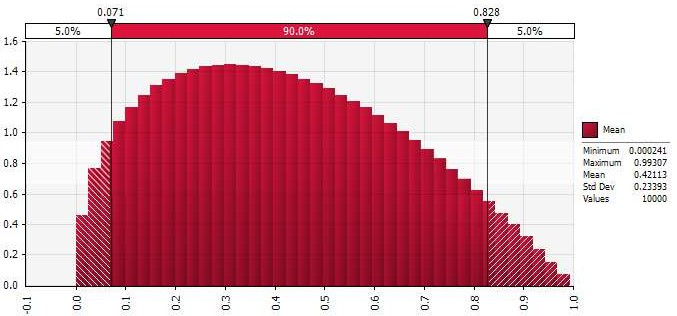 0.071 0.828
5.0% 90.0% 5.0%
1.6
1.4
1.2
1.0
0.8
0.6
0.4
0.2
0.0
-0.1 0.0 0.1 0.2 0.3 0.4 0.5 0.6 0.7 0.8 0.9 1.0
Mean
Minimum 0.000241
Maximum 0.99307
Mean 0.42113
Std Dev 0.23393
Values 10000